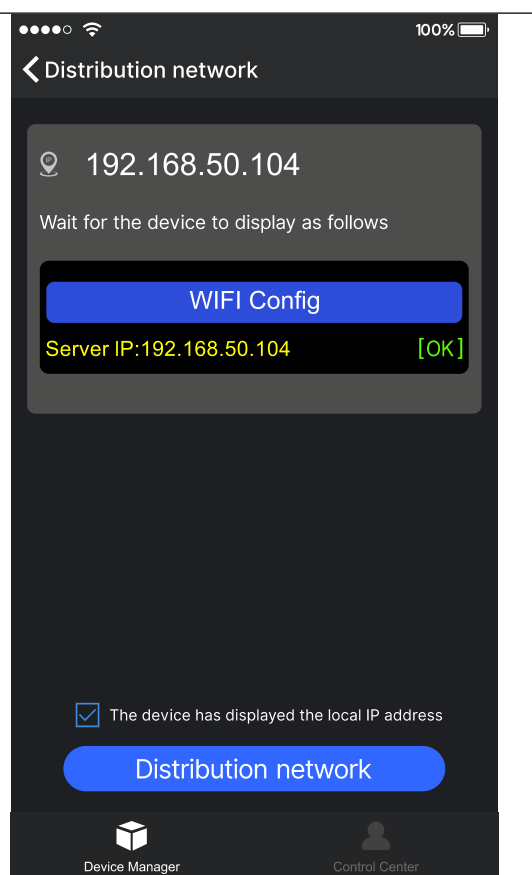 100%
Distribution network
IP
192.168.50.104
Wait for the device to display as follows
WIFI Config
Server IP:192.168.50.104 [OK]
The device has displayed the local IP address
Distribution network
Device Manager Control Center